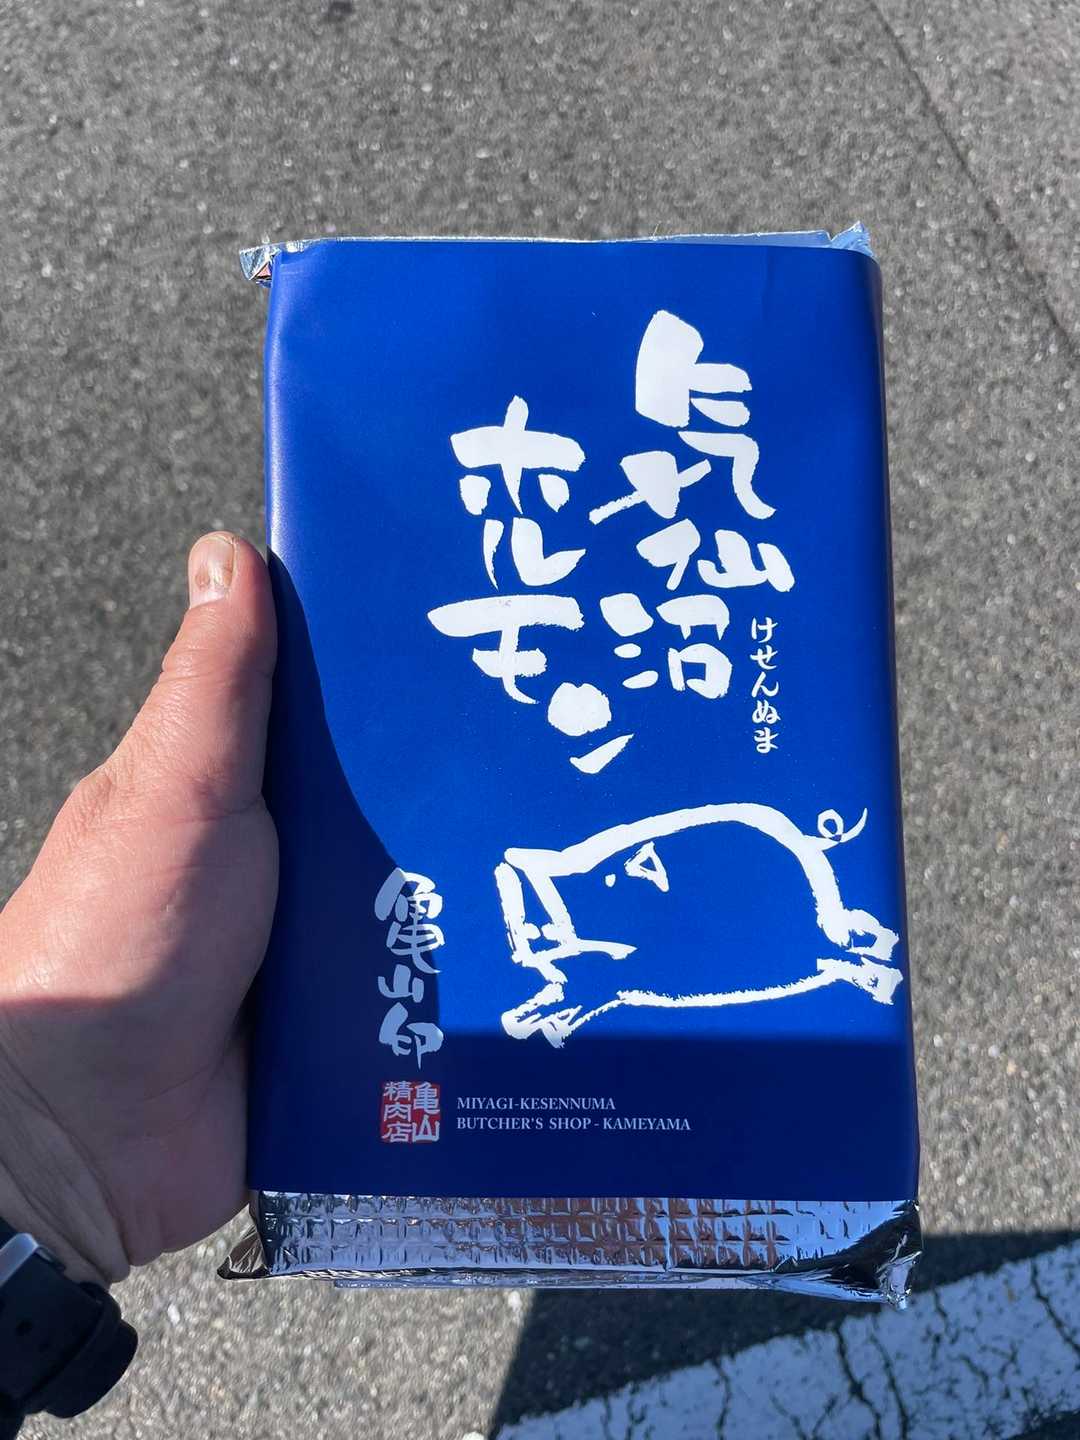 気仙沼
けせんぬま
ホルモン
亀山印
亀山
精肉店
MIYAGI-KESENNUMA
BUTCHER'S SHOP - KAMEYAMA